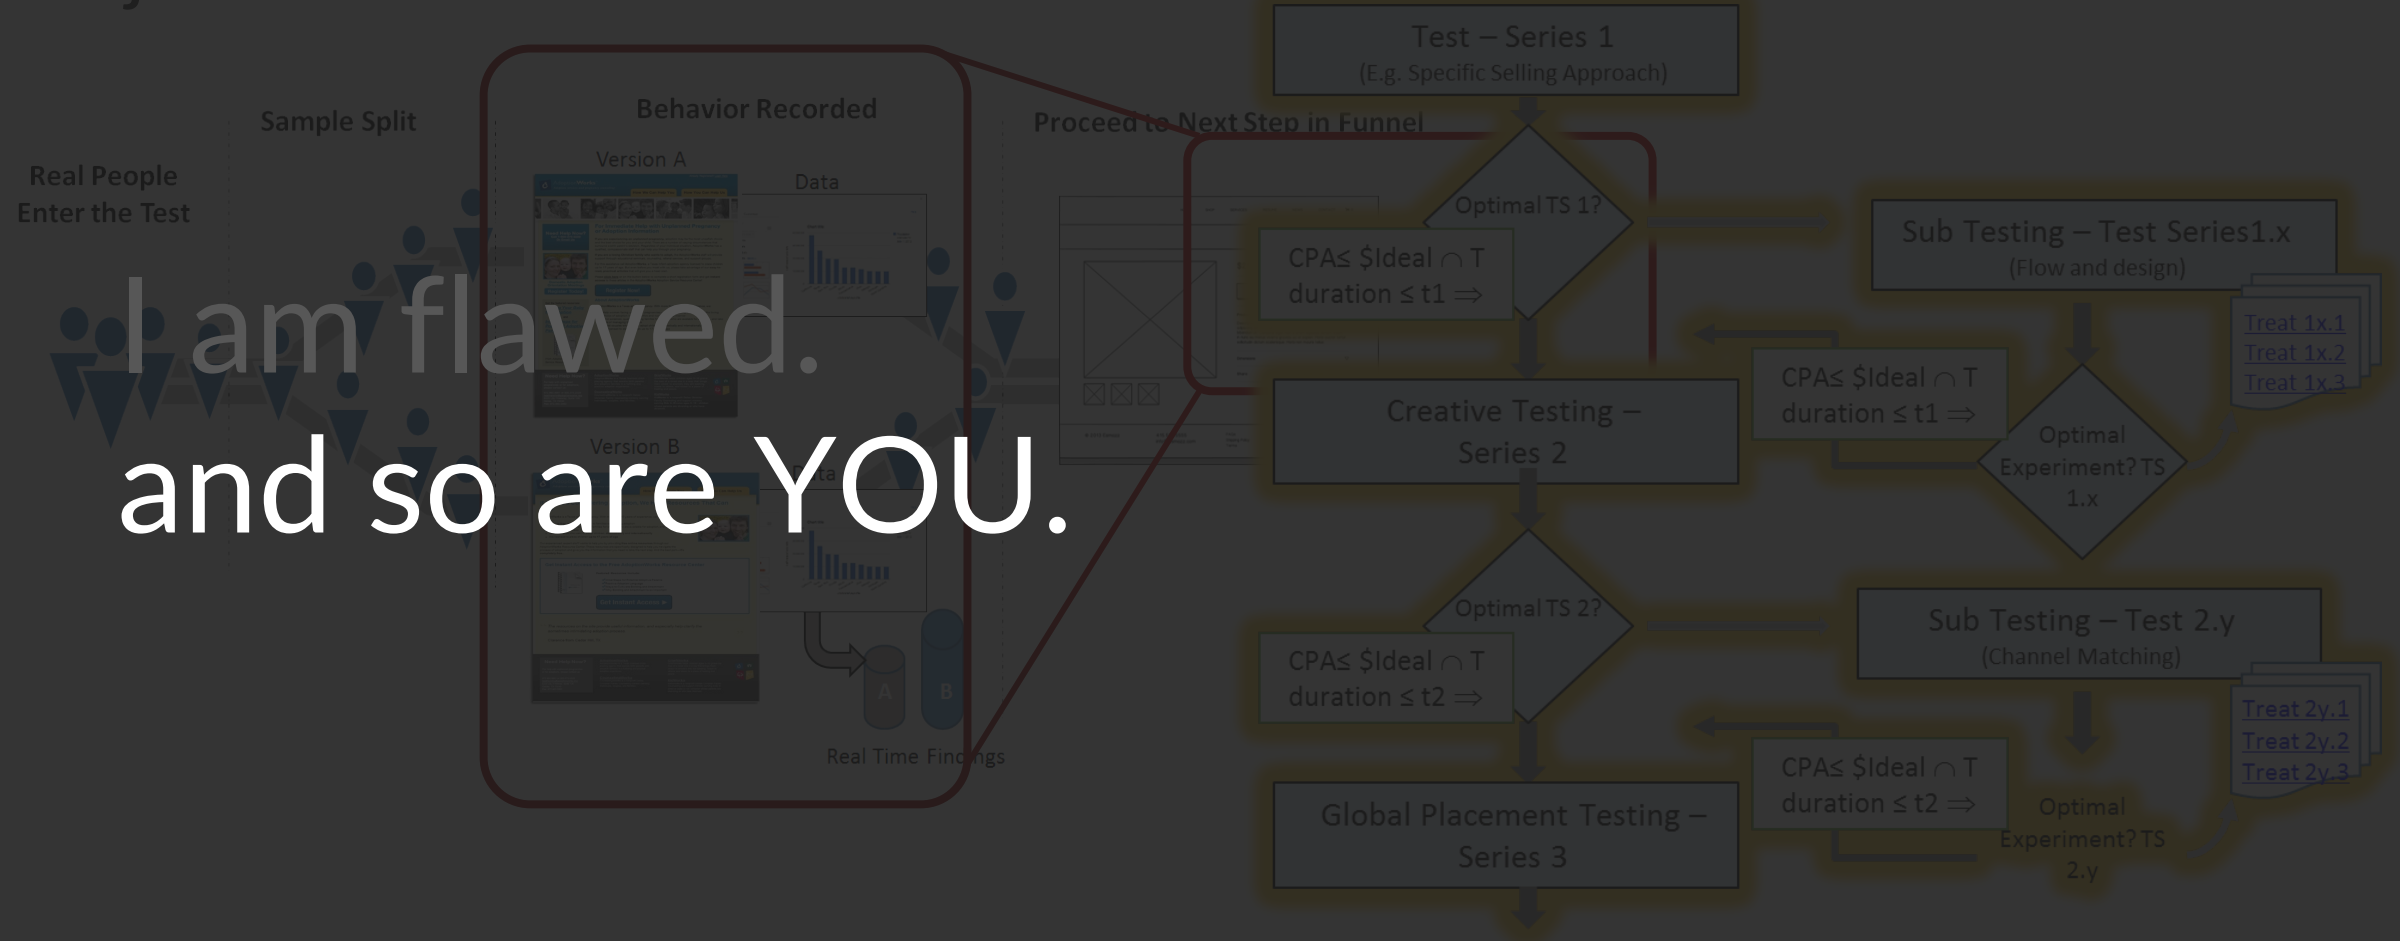 I am flawed.
and so are YOU.
Real People
Enter the Test
Sample Split
Behavior Recorded
Version A
Data
Version B
Data
A
B
Real Time Findings
Proceed to Next Step in Funnel
Test – Series 1
(E.g. Specific Selling Approach)
Optimal TS 1?
CPA≤ $Ideal ∩ T
duration ≤ t1 ⇒
Sub Testing – Test Series1.x
(Flow and design)
Treat 1x.1
Treat 1x.2
Treat 1x.3
CPA≤ $Ideal ∩ T
duration ≤ t1 ⇒
Optimal
Experiment? TS
1.x
Creative Testing –
Series 2
Optimal TS 2?
CPA≤ $Ideal ∩ T
duration ≤ t2 ⇒
Sub Testing – Test 2.y
(Channel Matching)
Treat 2y.1
Treat 2y.2
Treat 2y.3
CPA≤ $Ideal ∩ T
duration ≤ t2 ⇒
Optimal
Experiment? TS
2.y
Global Placement Testing –
Series 3